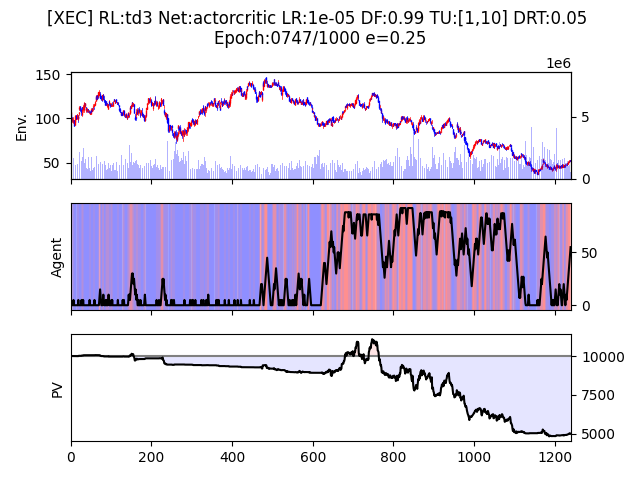 [XEC] RL:td3 Net:actorcritic LR:1e-05 DF:0.99 TU:[1,10] DRT:0.05
Epoch:0747/1000 e=0.25
1e6
150
100
50
Env.
5
0
Agent
50
0
PV
10000
7500
5000
0 200 400 600 800 1000 1200